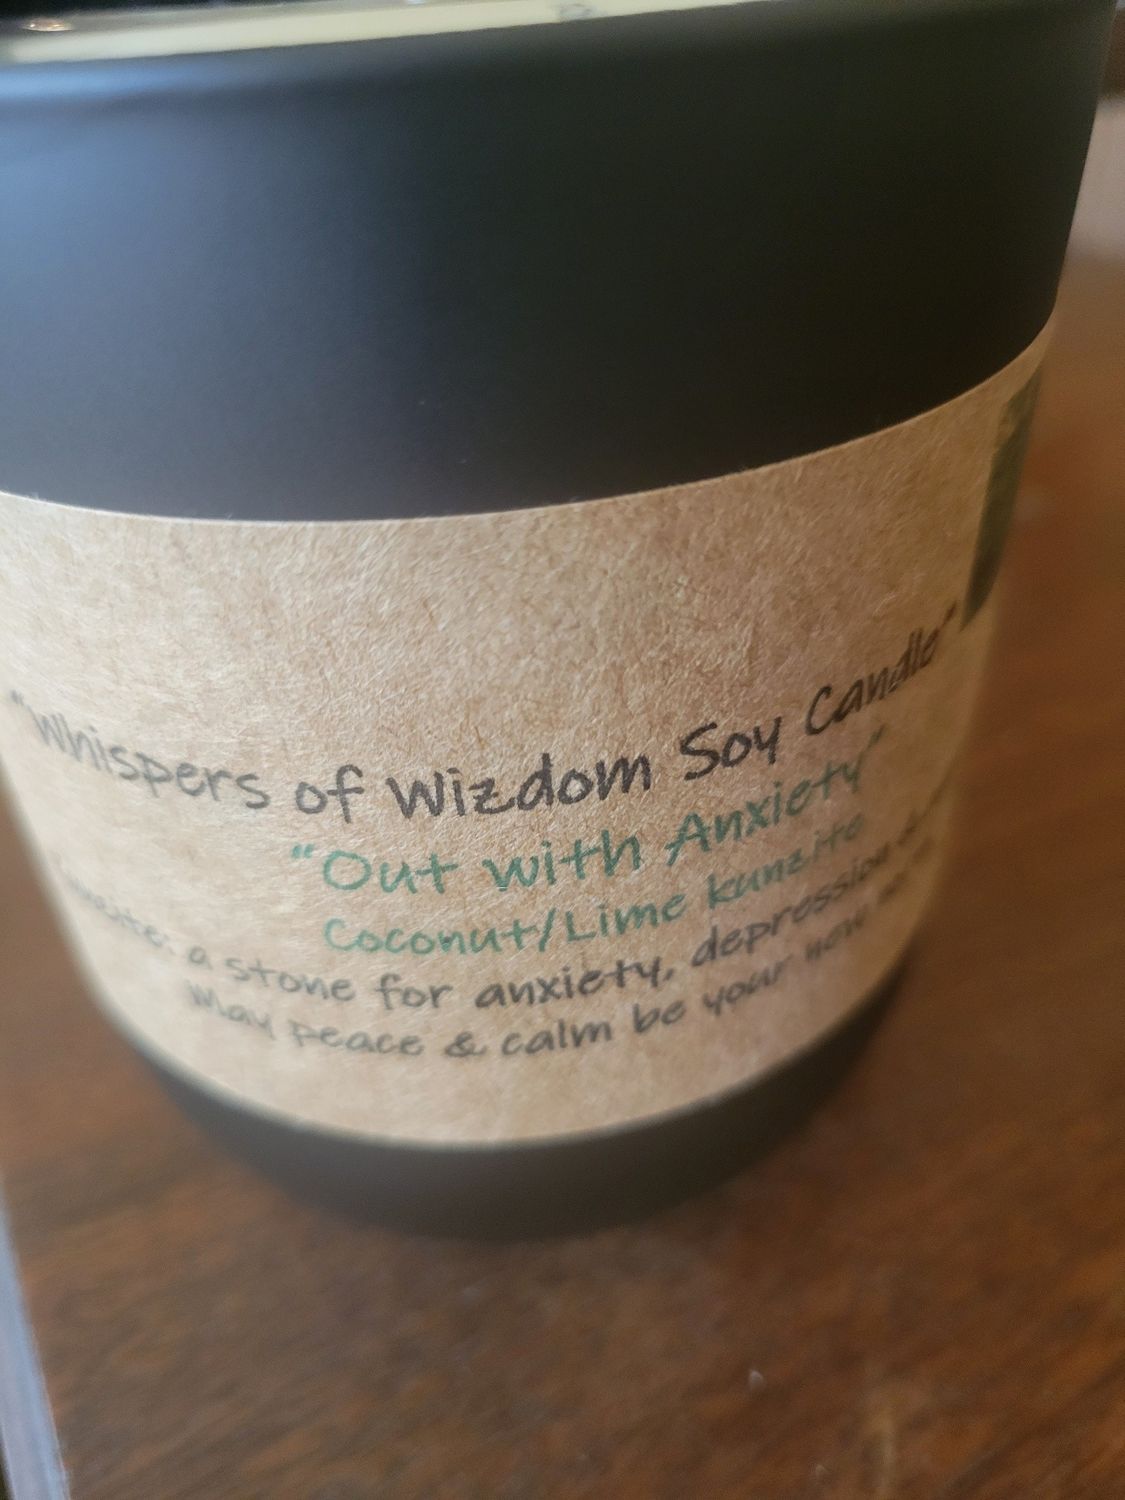 "Whispers of Wizdom Soy Candle"
"Out with Anxiety"
Coconut/Lime kunzite
a stone for anxiety, depression
May peace & calm be your